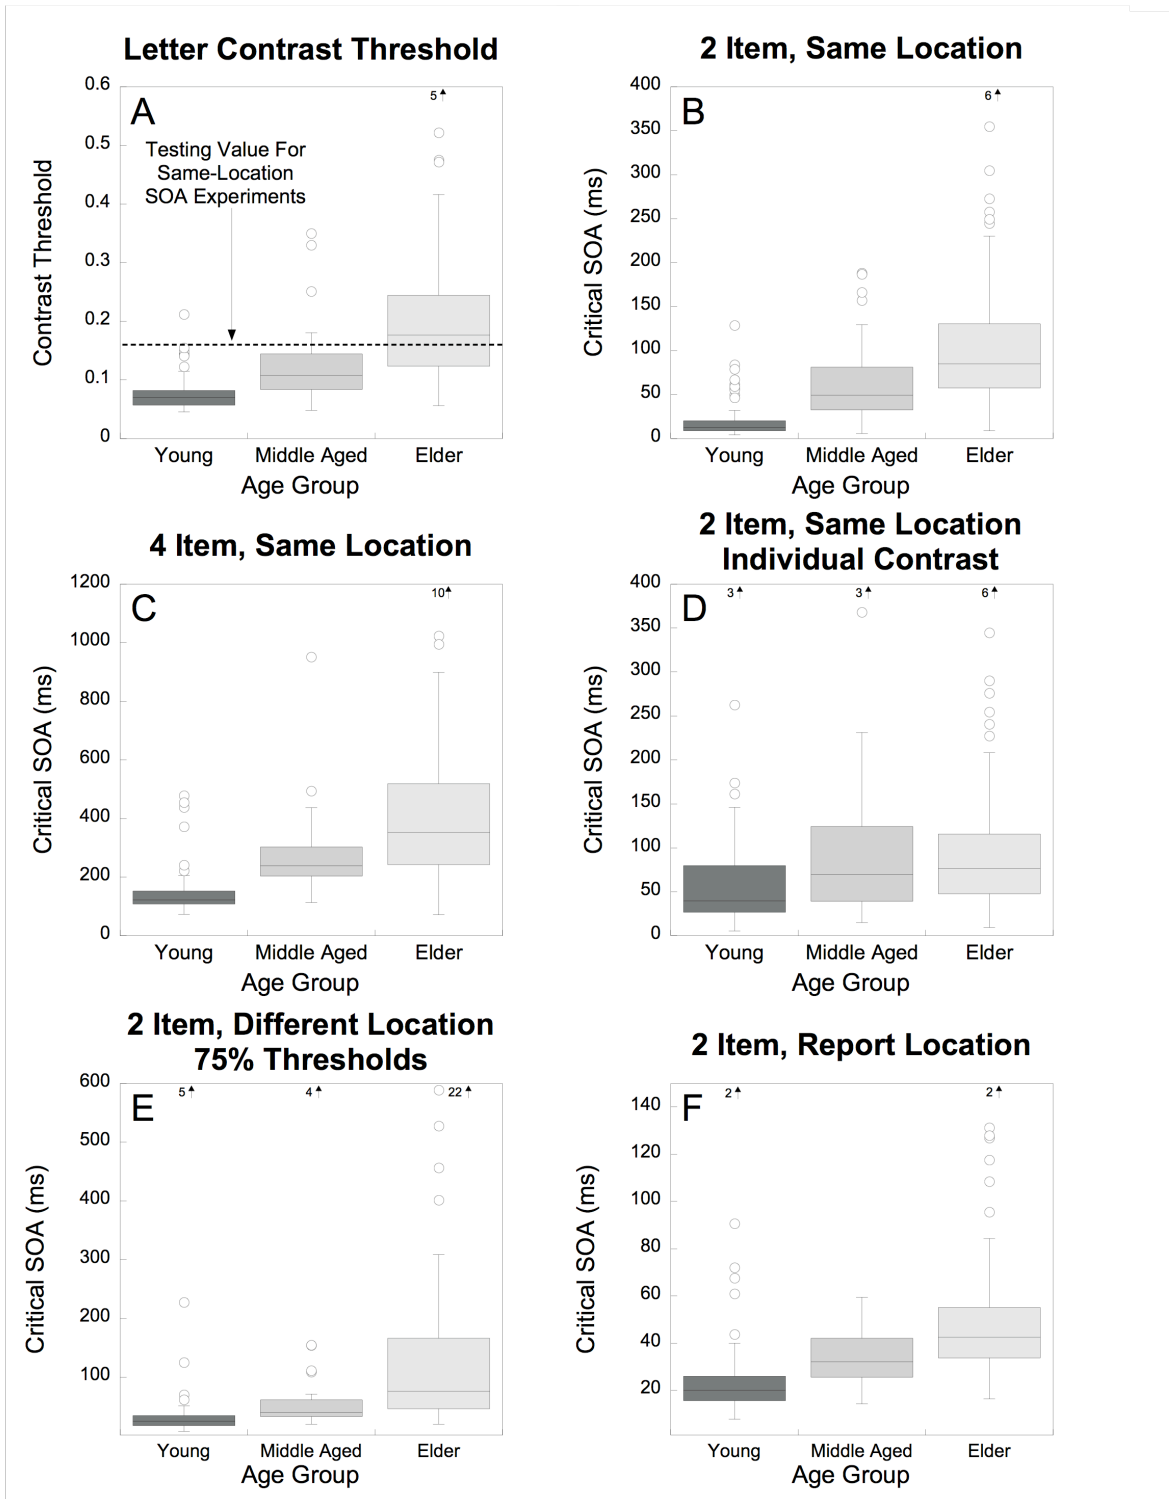 Letter Contrast Threshold
A
5
Testing Value For
Same-Location
SOA Experiments
0.6
0.5
0.4
0.3
0.2
0.1
0
Contrast Threshold
Young Middle Aged Elder
Age Group
2 Item, Same Location
B
6
400
350
300
250
200
150
100
50
0
Critical SOA (ms)
Young Middle Aged Elder
Age Group
4 Item, Same Location
C
10
1200
1000
800
600
400
200
0
Critical SOA (ms)
Young Middle Aged Elder
Age Group
2 Item, Same Location
Individual Contrast
D
3 3 6
400
350
300
250
200
150
100
50
0
Critical SOA (ms)
Young Middle Aged Elder
Age Group
2 Item, Different Location
75% Thresholds
E
5 4 22
600
500
400
300
200
100
Critical SOA (ms)
Young Middle Aged Elder
Age Group
2 Item, Report Location
F
2 2
140
120
100
80
60
40
20
Critical SOA (ms)
Young Middle Aged Elder
Age Group